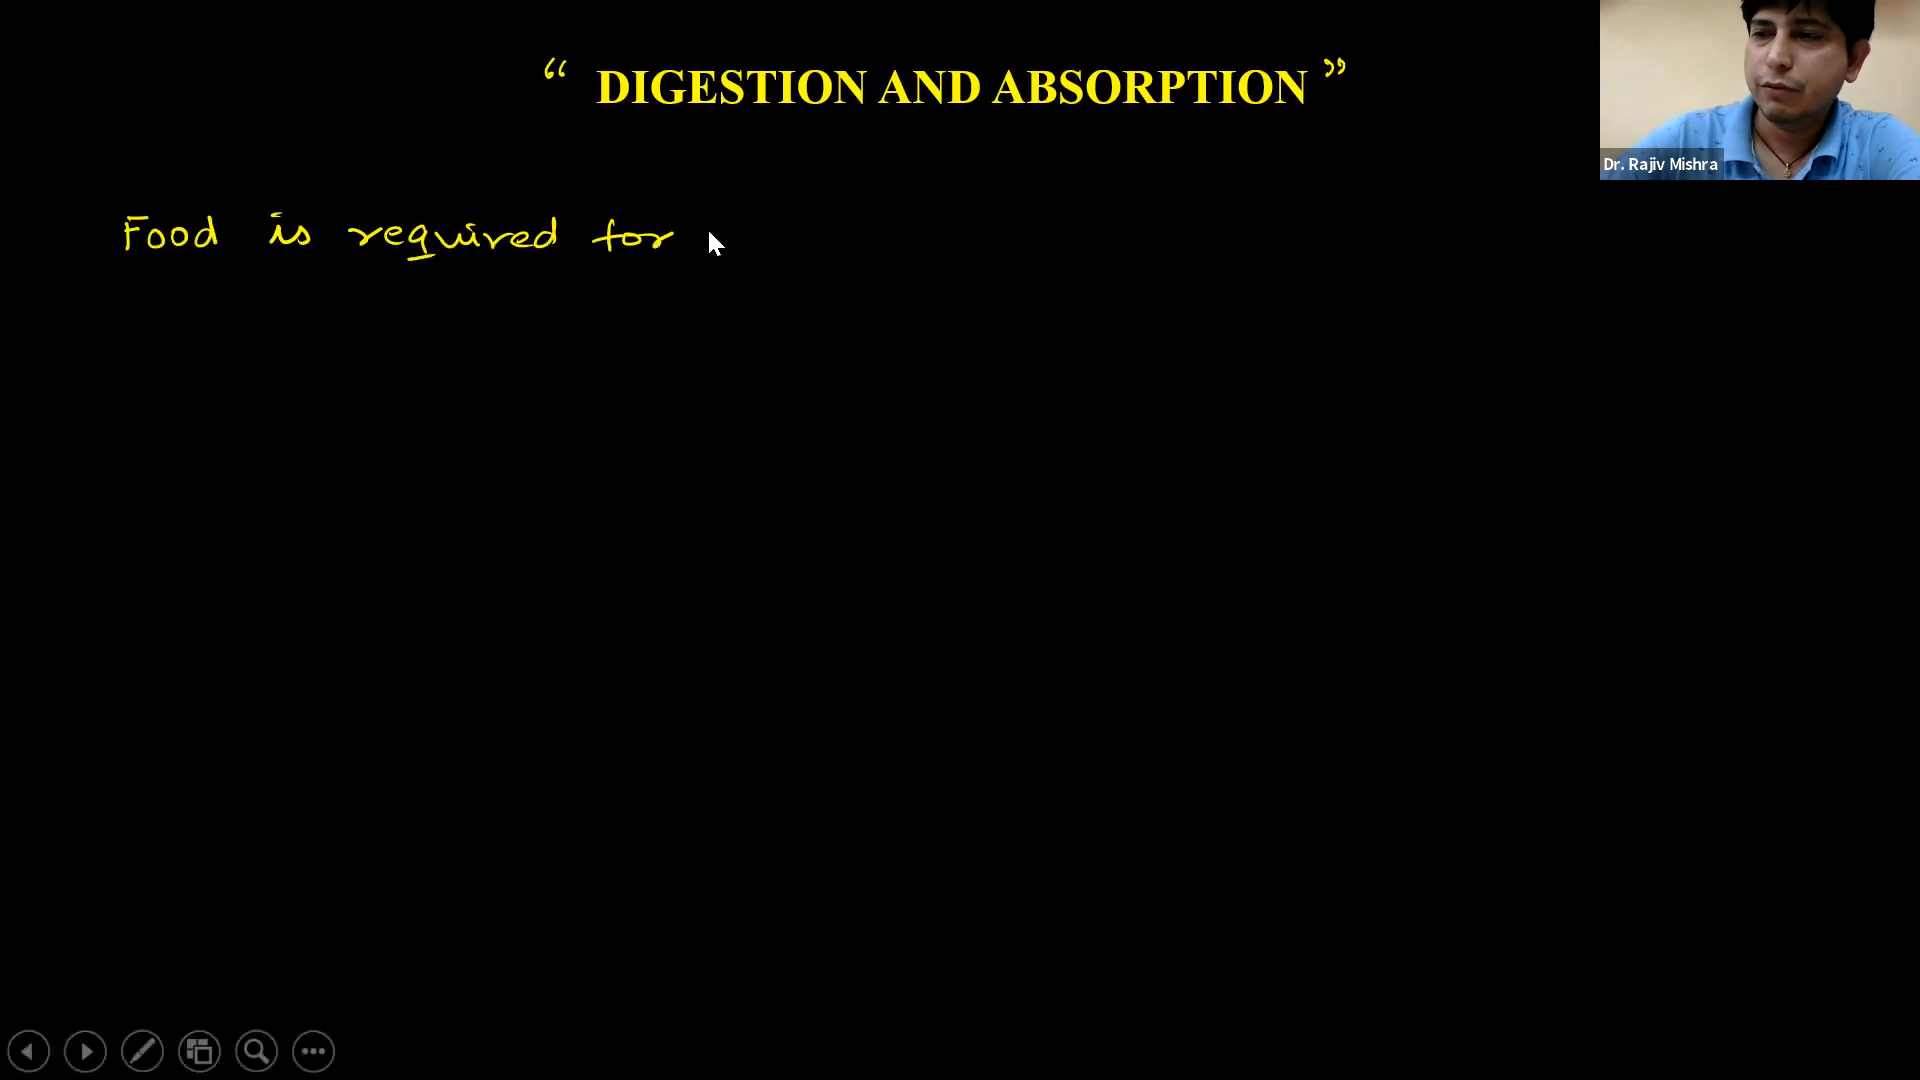 “ DIGESTION AND ABSORPTION ”
Dr. Rajiv Mishra
Food is required for